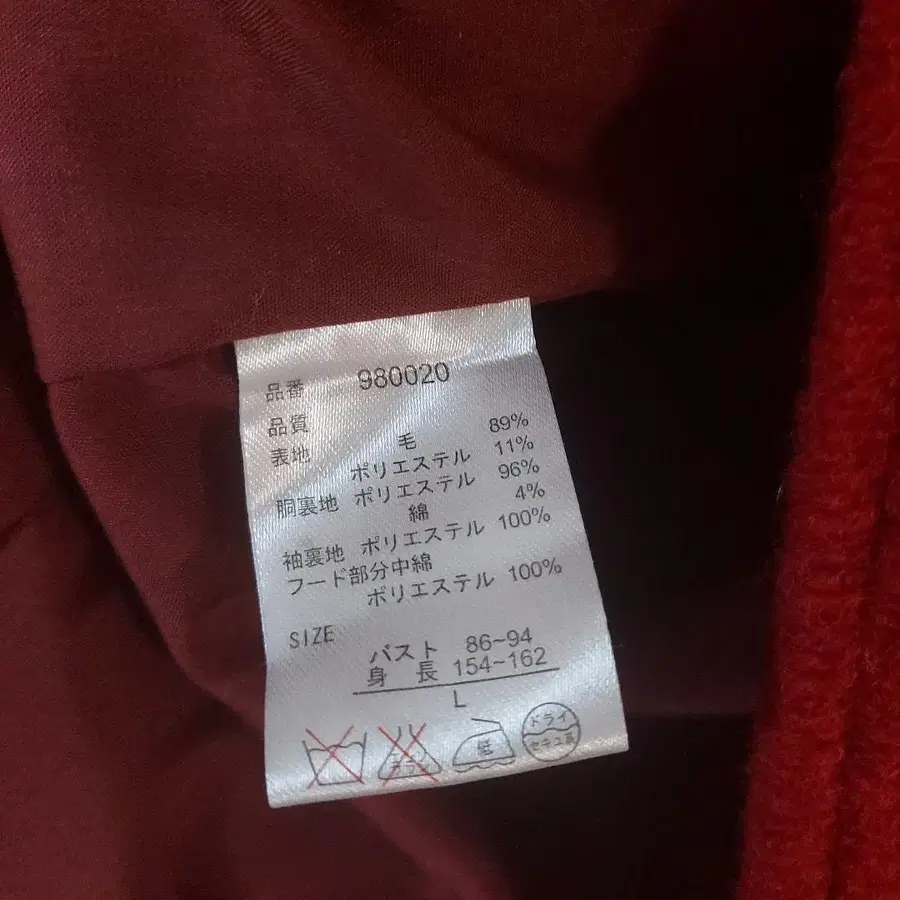 品番 980020
品質
表地 毛 89%
ポリエステル 11%
胴裏地 ポリエステル 96%
綿 4%
袖裏地 ポリエステル 100%
フード部分中綿
ポリエステル 100%
SIZE
バスト 86~94
身 長 154~162
L
低
ドライ